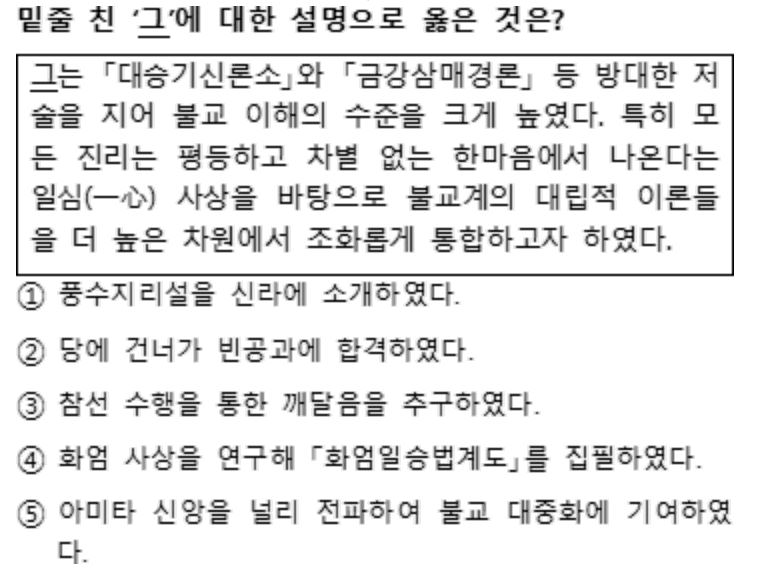 밑줄 친 ‘그’에 대한 설명으로 옳은 것은?
그는 「대승기신론소」와 「금강삼매경론」 등 방대한 저
술을 지어 불교 이해의 수준을 크게 높였다. 특히 모
든 진리는 평등하고 차별 없는 한마음에서 나온다는
일심(一心) 사상을 바탕으로 불교계의 대립적 이론들
을 더 높은 차원에서 조화롭게 통합하고자 하였다.
① 풍수지리설을 신라에 소개하였다.
② 당에 건너가 빈공과에 합격하였다.
③ 참선 수행을 통한 깨달음을 추구하였다.
④ 화엄 사상을 연구해 「화엄일승법계도」를 집필하였다.
⑤ 아미타 신앙을 널리 전파하여 불교 대중화에 기여하였
다.